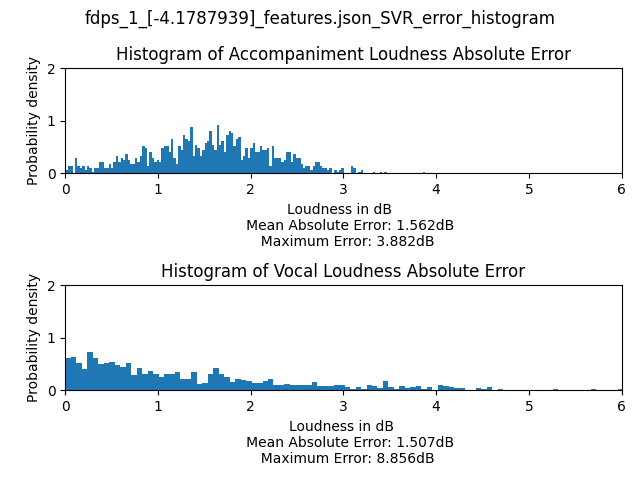 fdps_1_[-4.1787939]_features.json_SVR_error_histogram
Histogram of Accompaniment Loudness Absolute Error
Probability density
2
1
0
0 1 2 3 4 5 6
Loudness in dB
Mean Absolute Error: 1.562dB
Maximum Error: 3.882dB
Histogram of Vocal Loudness Absolute Error
Probability density
2
1
0
0 1 2 3 4 5 6
Loudness in dB
Mean Absolute Error: 1.507dB
Maximum Error: 8.856dB